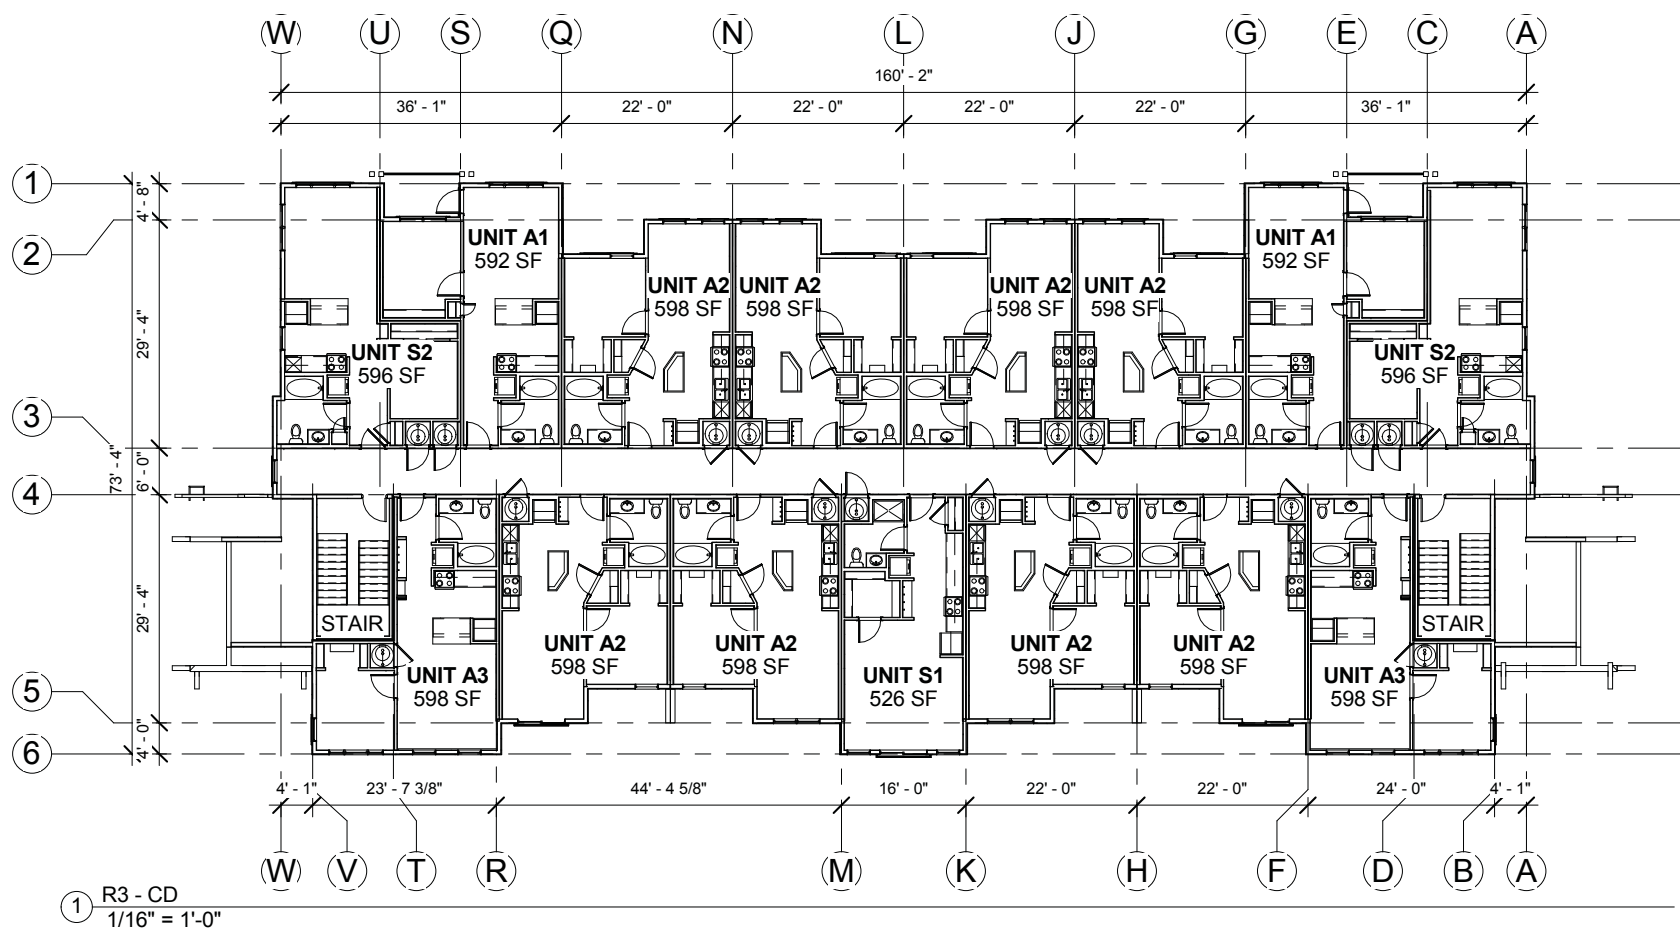 W U S Q N L J G E C A
160' - 2"
36' - 1" 22' - 0" 22' - 0" 22' - 0" 22' - 0" 36' - 1"
1
4' - 8"
2
UNIT A1
592 SF
UNIT A1
592 SF
UNIT A2
598 SF
UNIT A2
598 SF
UNIT A2
598 SF
UNIT A2
598 SF
29' - 4"
UNIT S2
596 SF
UNIT S2
596 SF
3
73' - 4"
6' - 0"
4
29' - 4"
STAIR
STAIR
UNIT A2
598 SF
UNIT A2
598 SF
UNIT A2
598 SF
UNIT A2
598 SF
UNIT A3
598 SF
UNIT S1
526 SF
UNIT A3
598 SF
5
4' - 0"
6
4' - 1" 23' - 7 3/8" 44' - 4 5/8" 16' - 0" 22' - 0" 22' - 0" 24' - 0" 4' - 1"
W V T R M K H F D B A
1 R3 - CD
1/16" = 1'-0"